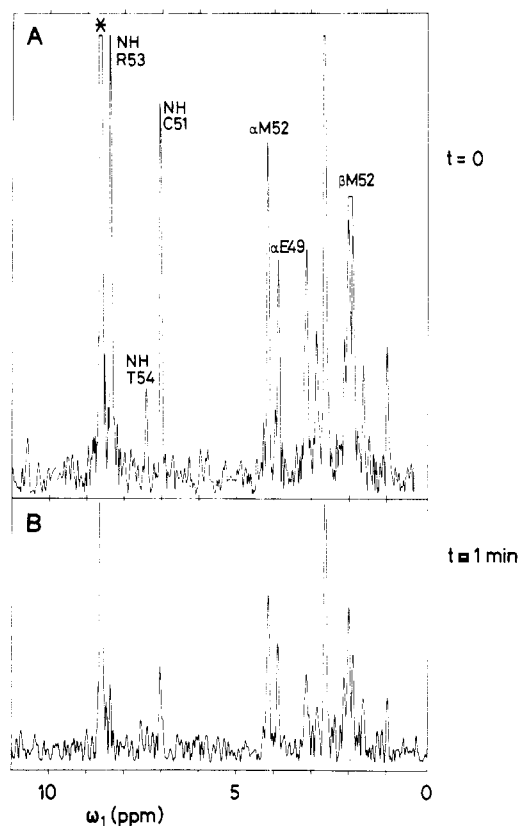 A
*
NH
R53
NH
C51
αM52
t = 0
βM52
αE49
NH
T54
B
t = 1 min
10 5 0
ω₁ (ppm)